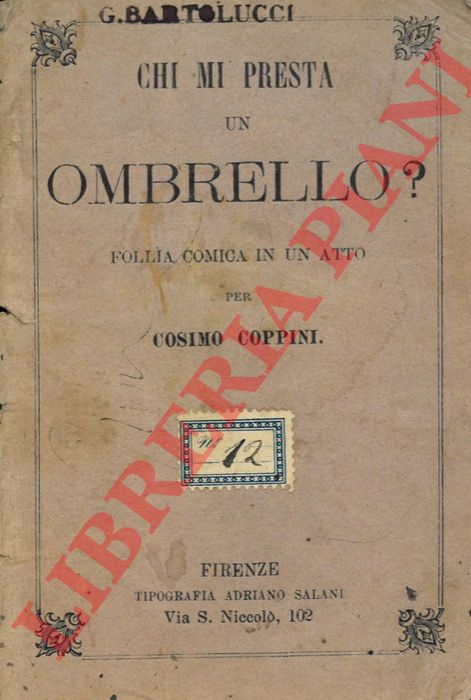 G. BARTOLUCCI
CHI MI PRESTA
UN
OMBRELLO?
FOLLÌA COMICA IN UN ATTO
PER
COSIMO COPPINI.
N° 12
FIRENZE
TIPOGRAFIA ADRIANO SALANI
Via S. Niccolò, 102
LIBRERIA PIANI